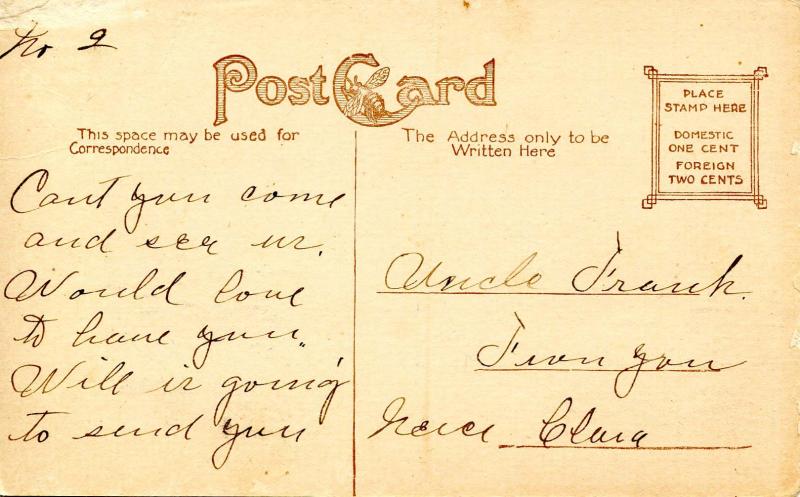 No 2
Post Card
This space may be used for
Correspondence
The Address only to be
Written Here
PLACE
STAMP HERE
DOMESTIC
ONE CENT
FOREIGN
TWO CENTS
Cant you come
and see us.
Would love
to have you.
Will is going
to send you
Uncle Frank.
From you
Neice Clara